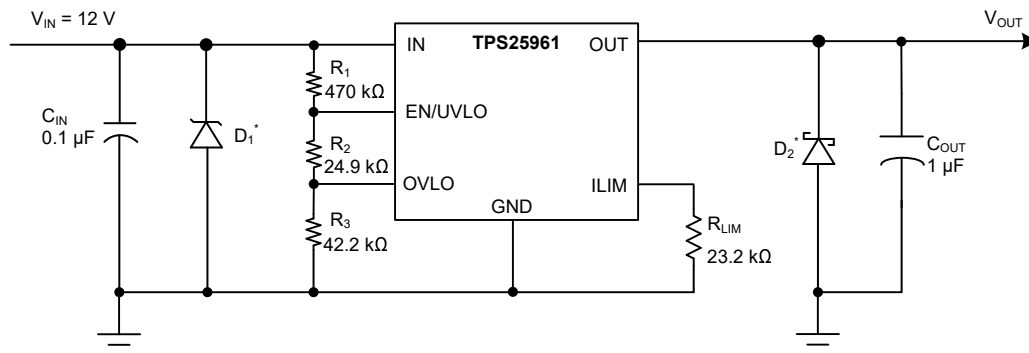 V_IN = 12 V
V_OUT
IN
TPS25961
OUT
R_1
470 kΩ
EN/UVLO
C_IN
0.1 µF
D_1*
R_2
24.9 kΩ
D_2*
C_OUT
1 µF
OVLO
ILIM
GND
R_3
42.2 kΩ
R_LIM
23.2 kΩ